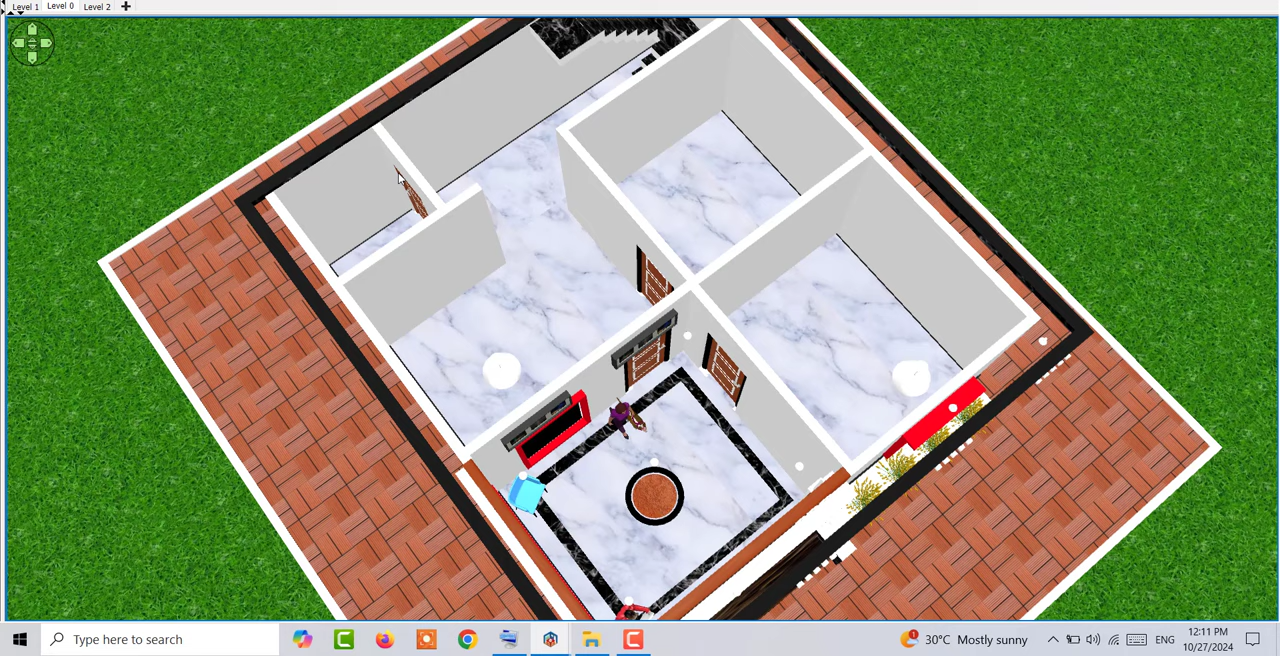 Level 1 Level 0 Level 2
Type here to search
30°C Mostly sunny
ENG
12:11 PM
10/27/2024